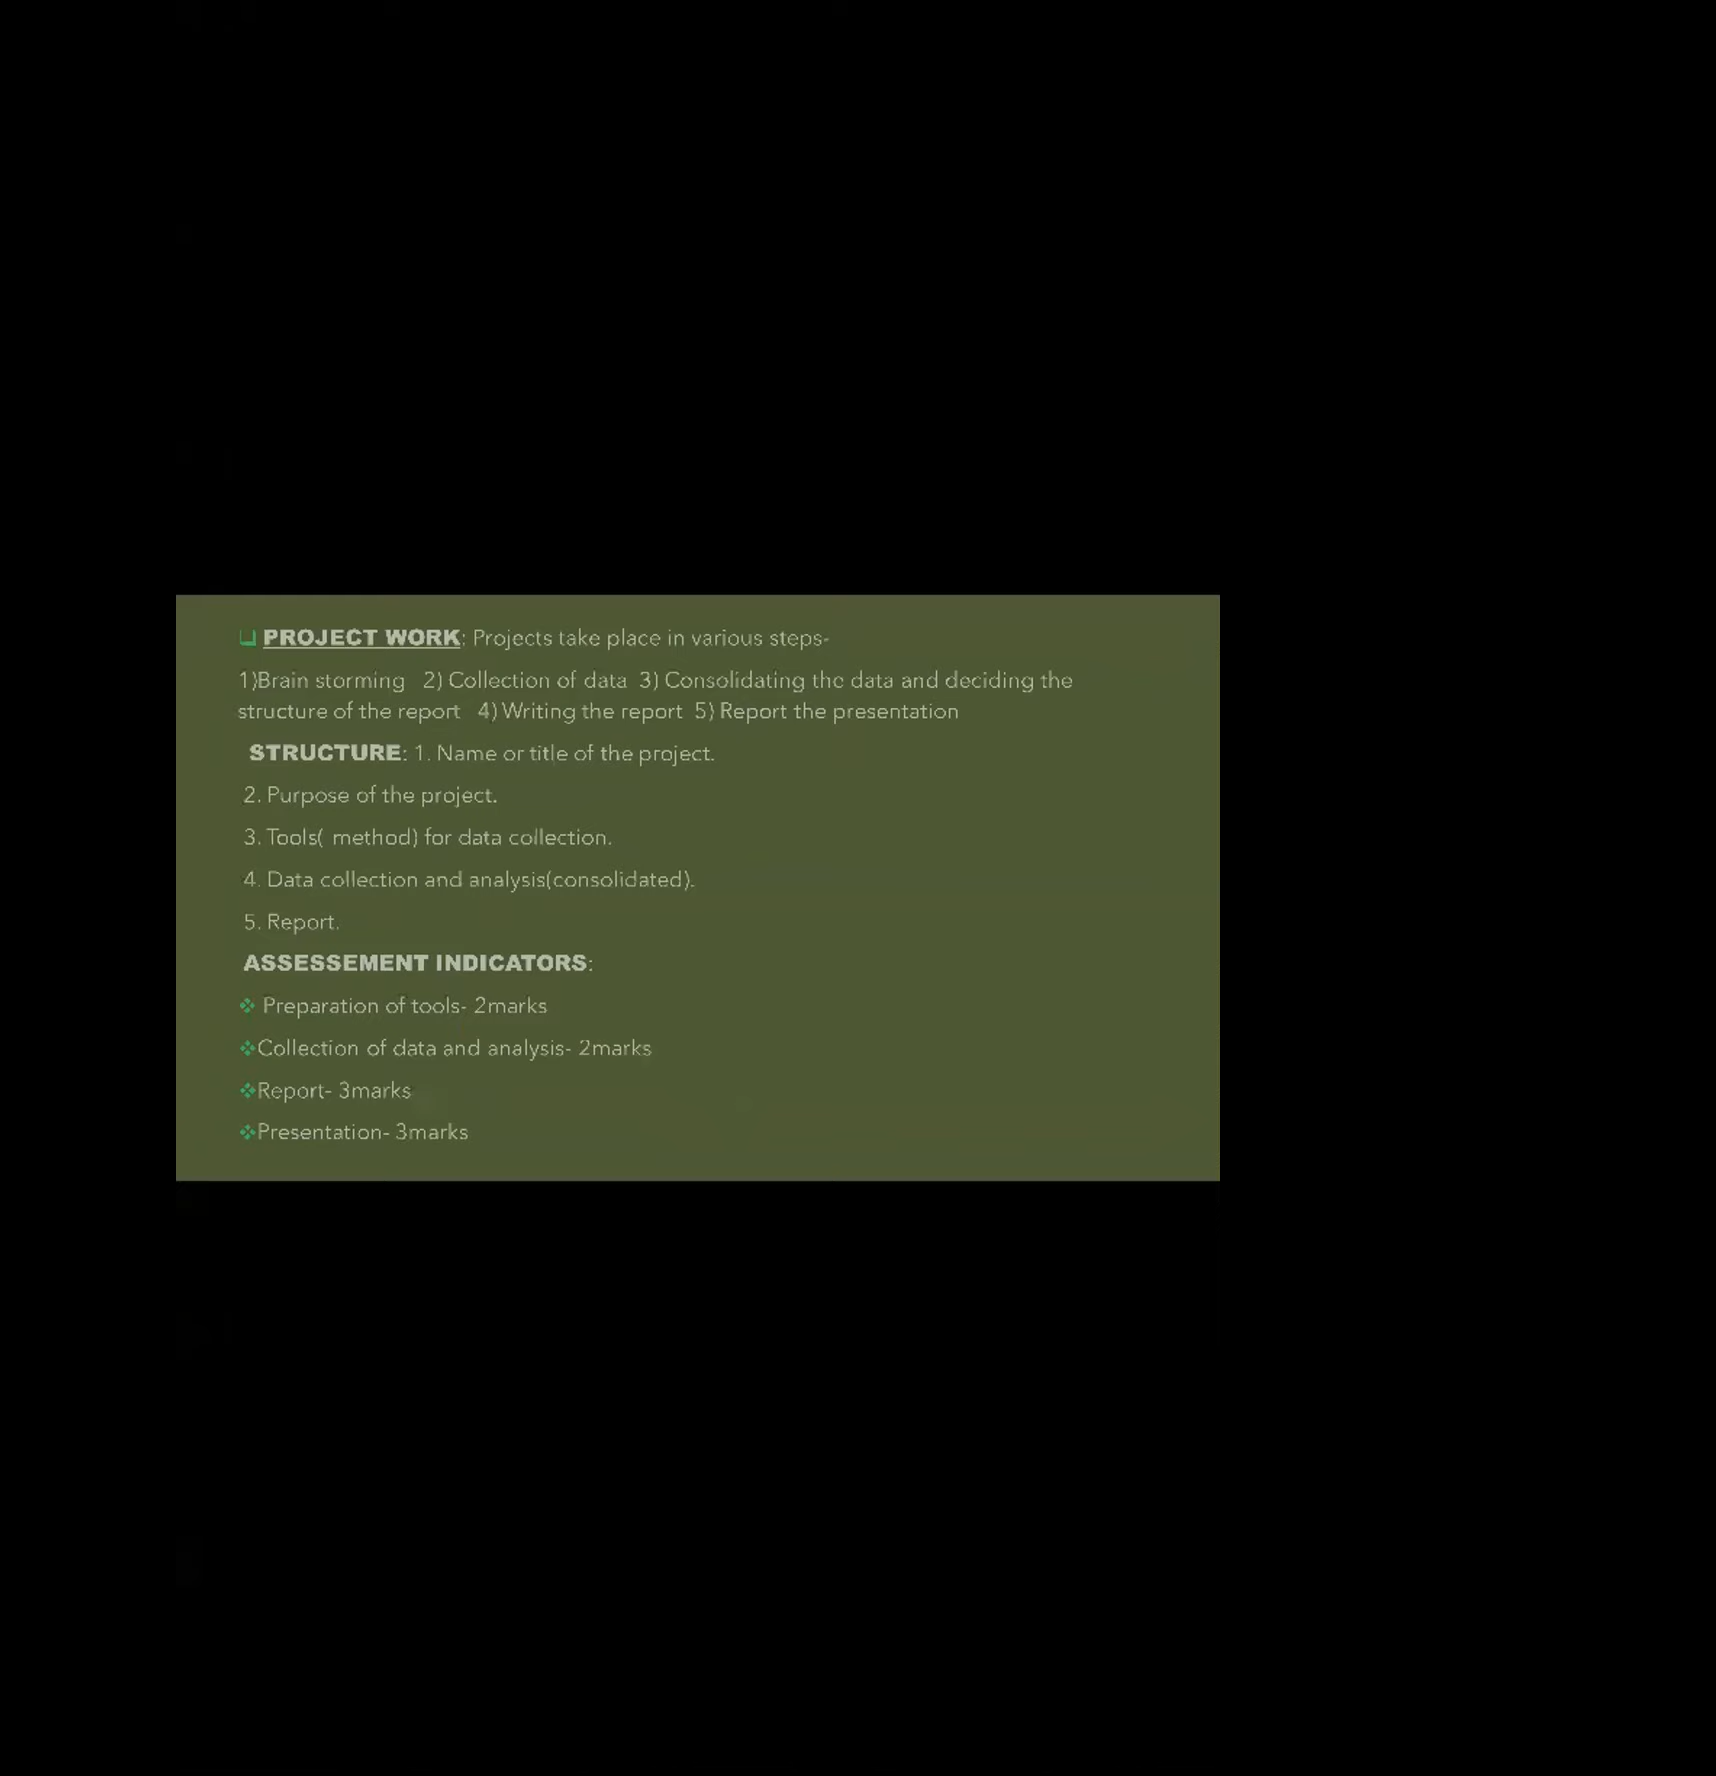 PROJECT WORK: Projects take place in various steps-
1)Brain storming 2) Collection of data 3) Consolidating the data and deciding the
structure of the report 4) Writing the report 5) Report the presentation
STRUCTURE: 1. Name or title of the project.
2. Purpose of the project.
3. Tools( method) for data collection.
4. Data collection and analysis(consolidated).
5. Report.
ASSESSEMENT INDICATORS:
❖ Preparation of tools- 2marks
❖Collection of data and analysis- 2marks
❖Report- 3marks
❖Presentation- 3marks